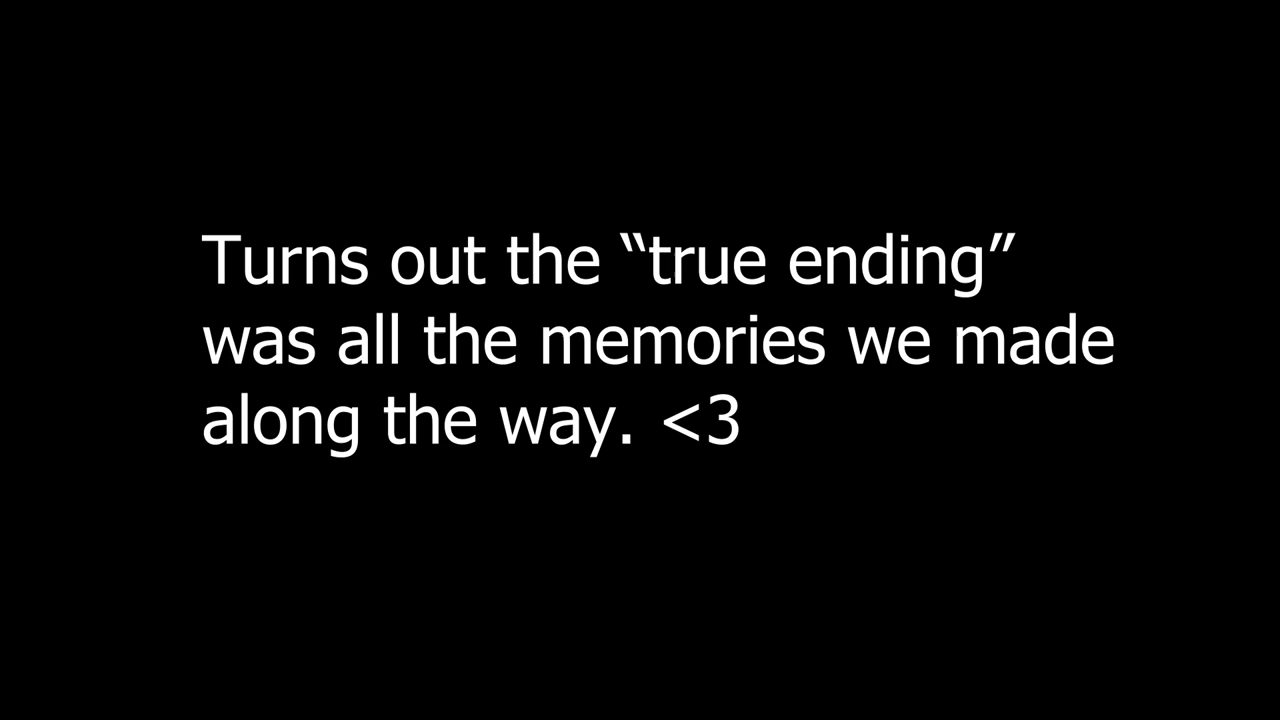 Turns out the “true ending”
was all the memories we made
along the way. <3